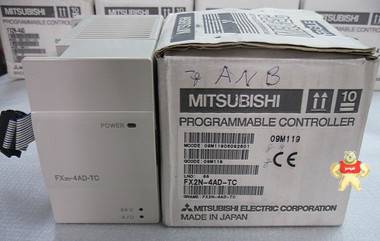 POWER
FX2N-4AD-TC
24V
A/D
ANB
MITSUBISHI
10
PROGRAMMABLE CONTROLLER
09M119
CE
FX2N-4AD-TC
MITSUBISHI ELECTRIC CORPORATION
MADE IN JAPAN